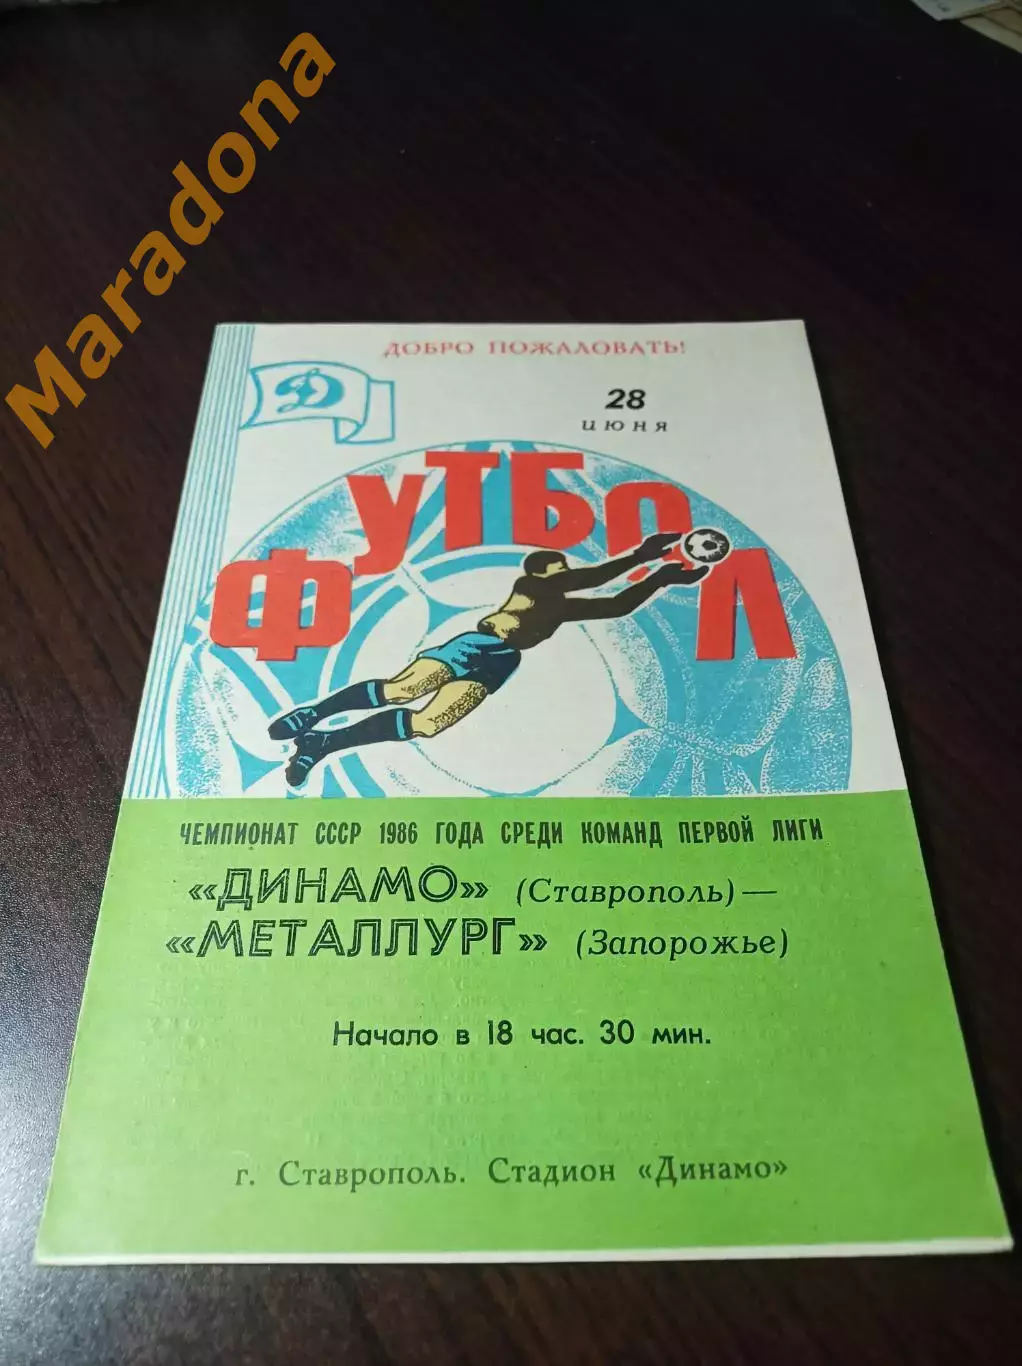 Maradona
ДОБРО ПОЖАЛОВАТЬ!
Д
28
июня
ФУТБОЛ
ЧЕМПИОНАТ СССР 1986 ГОДА СРЕДИ КОМАНД ПЕРВОЙ ЛИГИ
«ДИНАМО» (Ставрополь) —
«МЕТАЛЛУРГ» (Запорожье)
Начало в 18 час. 30 мин.
г. Ставрополь. Стадион «Динамо»